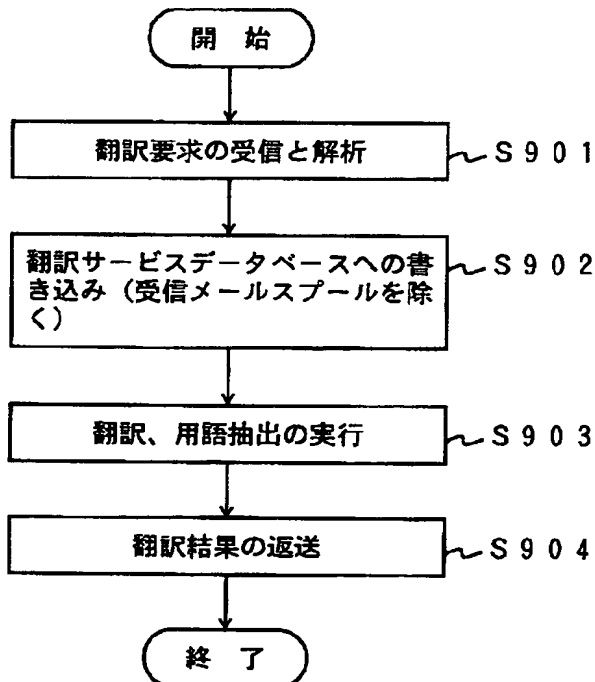 開 始
翻訳要求の受信と解析 S901
翻訳サービスデータベースへの書 S902
き込み（受信メールスプールを除
く）
翻訳、用語抽出の実行 S903
翻訳結果の返送 S904
終 了